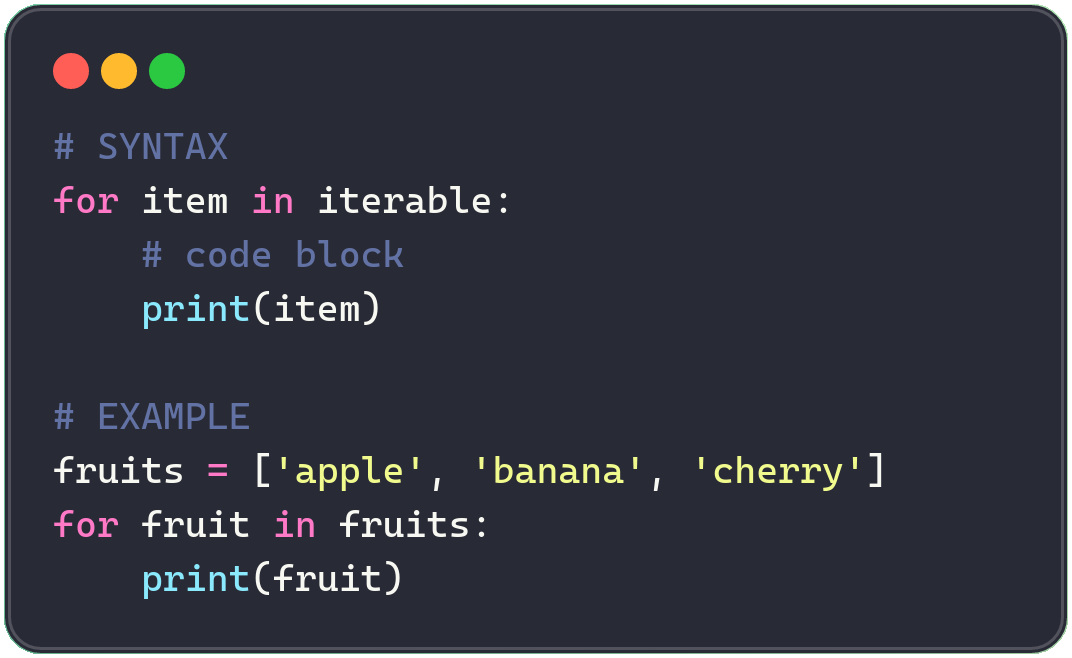 # SYNTAX
for item in iterable:
    # code block
    print(item)

# EXAMPLE
fruits = ['apple', 'banana', 'cherry']
for fruit in fruits:
    print(fruit)